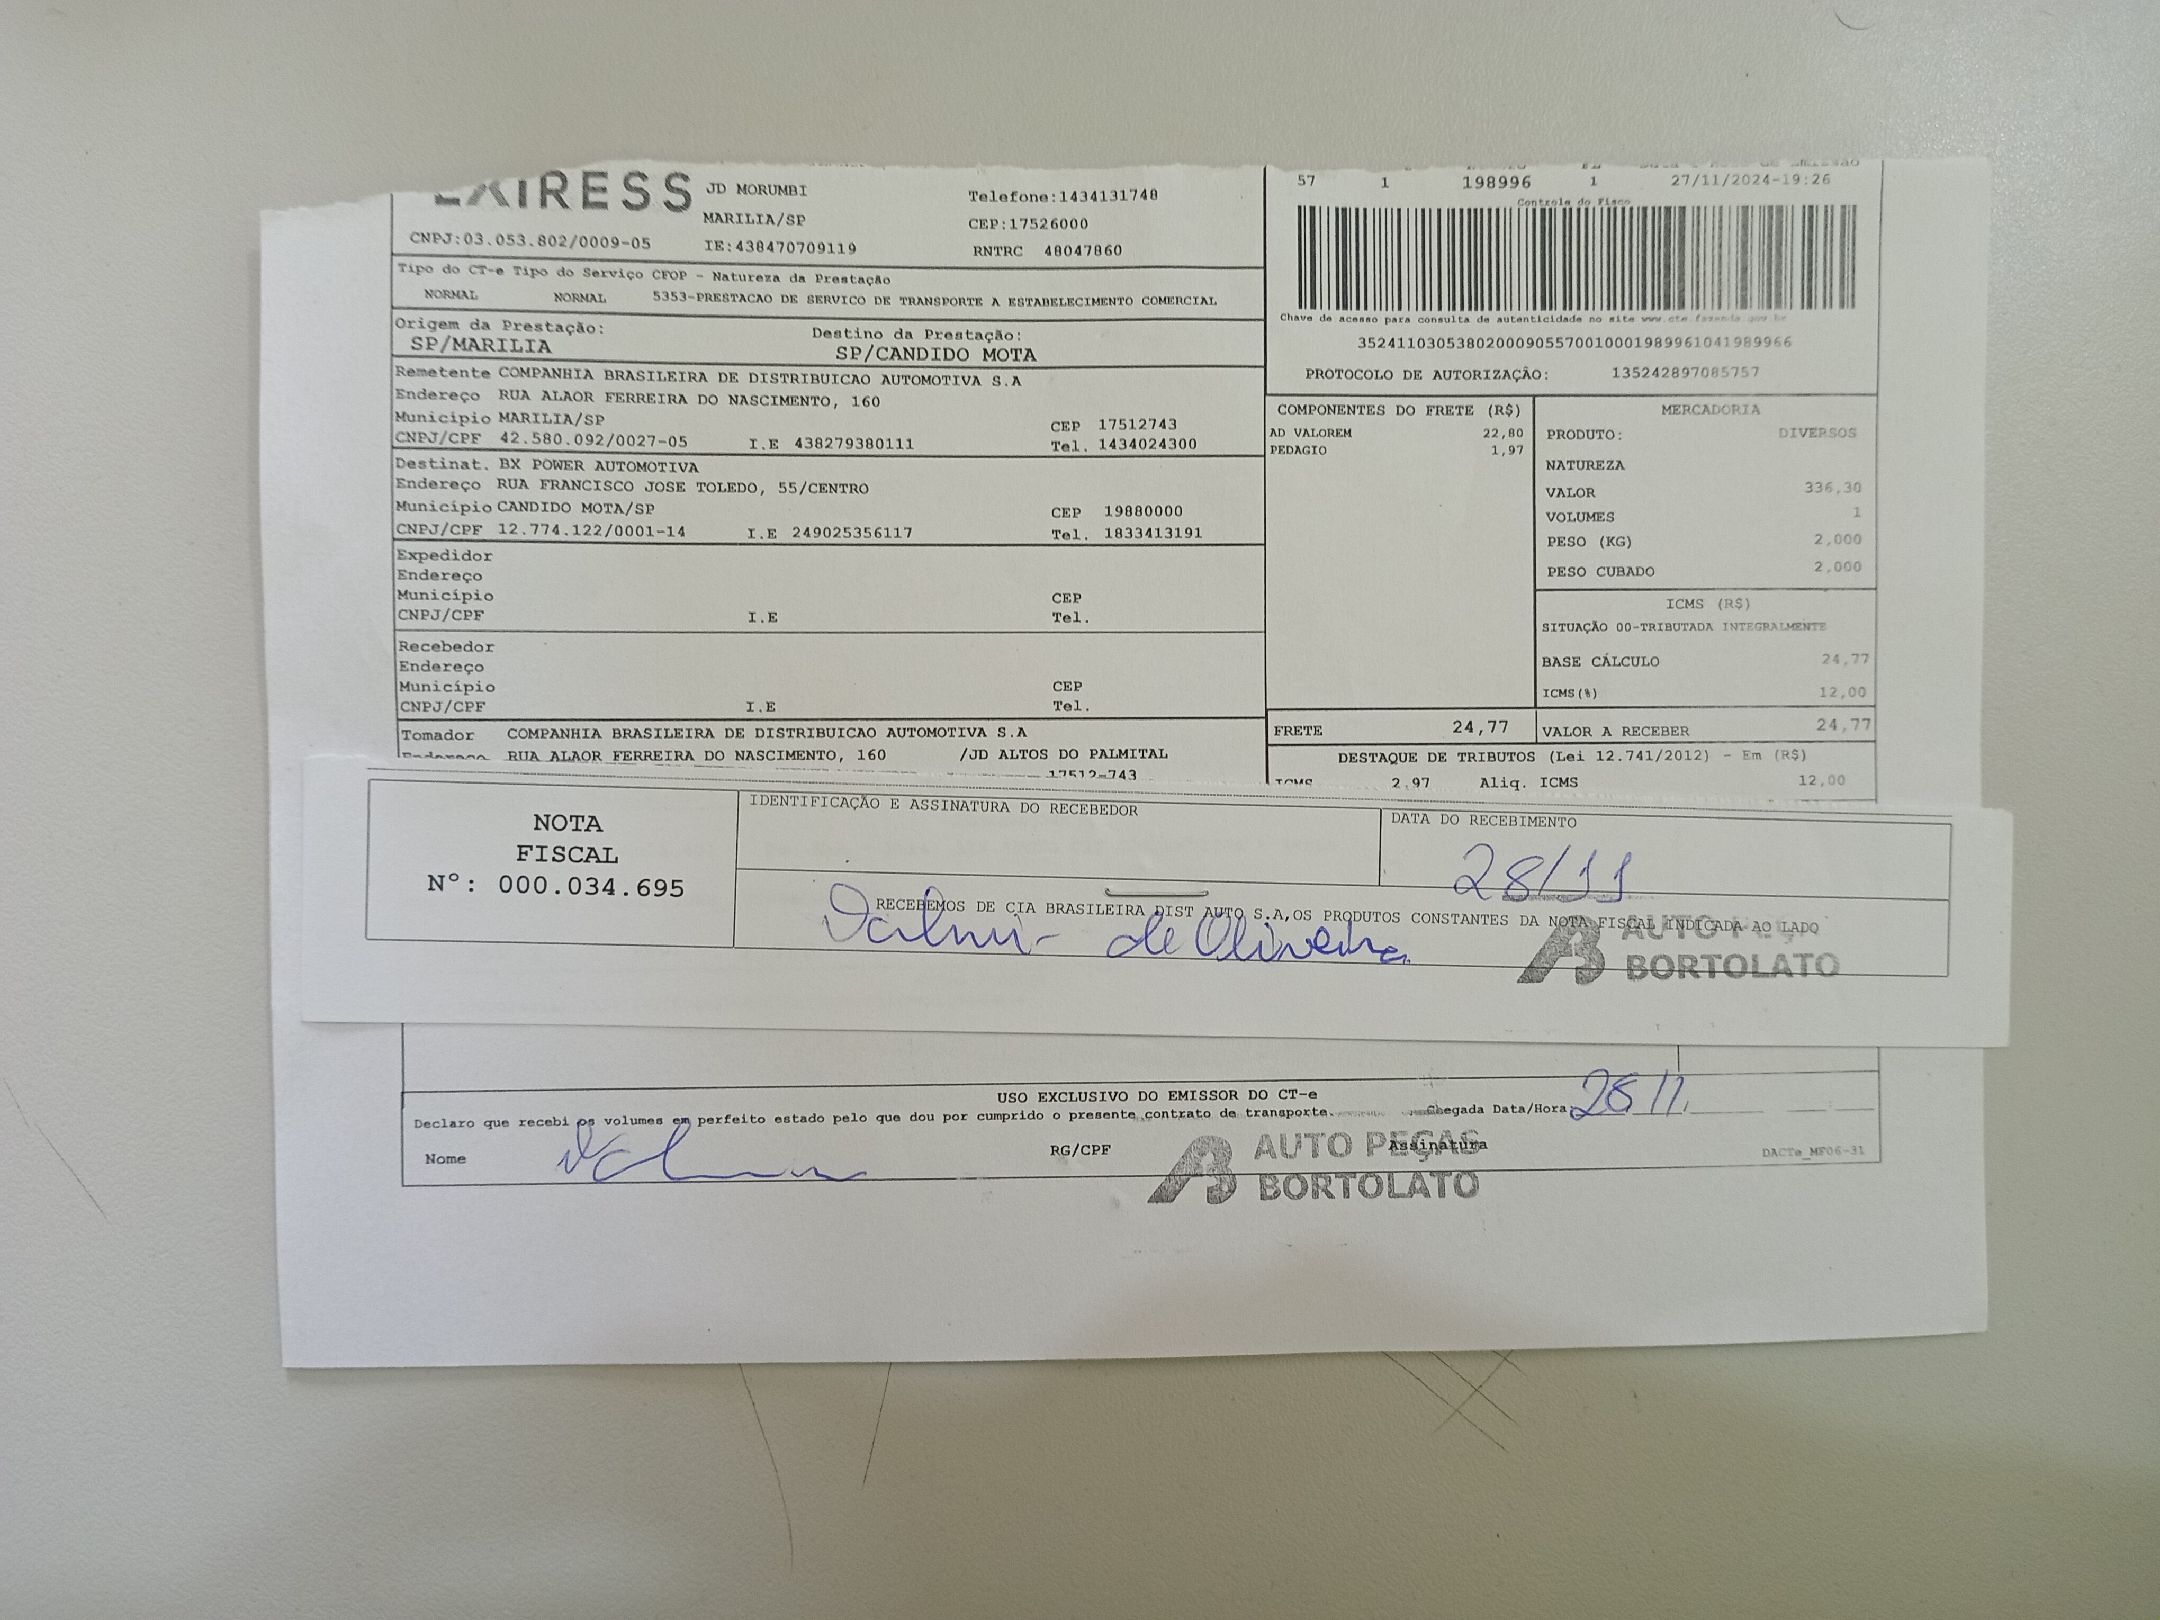 EXPRESS
JD MORUMBI
Telefone:1434131748
MARILIA/SP
CEP:17526000
CNPJ:03.053.802/0009-05
IE:438470709119
RNTRC 48047860
57 1 198996 1 27/11/2024-19:26
Controle do Fisco
Tipo do CT-e Tipo do Serviço CFOP - Natureza da Prestação
NORMAL NORMAL 5353-PRESTACAO DE SERVICO DE TRANSPORTE A ESTABELECIMENTO COMERCIAL
Origem da Prestação: Destino da Prestação:
SP/MARILIA SP/CANDIDO MOTA
Chave de acesso para consulta de autenticidade no site www.cte.fazenda.gov.br
35241103053802000905570010001989961041989966
PROTOCOLO DE AUTORIZAÇÃO: 135242897085757
Remetente COMPANHIA BRASILEIRA DE DISTRIBUICAO AUTOMOTIVA S.A
Endereço RUA ALAOR FERREIRA DO NASCIMENTO, 160
Município MARILIA/SP CEP 17512743
CNPJ/CPF 42.580.092/0027-05 I.E 438279380111 Tel. 1434024300
Destinat. BX POWER AUTOMOTIVA
Endereço RUA FRANCISCO JOSE TOLEDO, 55/CENTRO
Município CANDIDO MOTA/SP CEP 19880000
CNPJ/CPF 12.774.122/0001-14 I.E 249025356117 Tel. 1833413191
Expedidor
Endereço
Município CEP
CNPJ/CPF I.E Tel.
Recebedor
Endereço
Município CEP
CNPJ/CPF I.E Tel.
Tomador COMPANHIA BRASILEIRA DE DISTRIBUICAO AUTOMOTIVA S.A
Endereço RUA ALAOR FERREIRA DO NASCIMENTO, 160 /JD ALTOS DO PALMITAL
17512-743
COMPONENTES DO FRETE (R$)
AD VALOREM 22,80
PEDAGIO 1,97
MERCADORIA
PRODUTO: DIVERSOS
NATUREZA
VALOR 336,30
VOLUMES 1
PESO (KG) 2,000
PESO CUBADO 2,000
ICMS (R$)
SITUAÇÃO 00-TRIBUTADA INTEGRALMENTE
BASE CÁLCULO 24,77
ICMS(%) 12,00
FRETE 24,77 VALOR A RECEBER 24,77
DESTAQUE DE TRIBUTOS (Lei 12.741/2012) - Em (R$)
ICMS 2,97 Aliq. ICMS 12,00
NOTA
FISCAL
N°: 000.034.695
IDENTIFICAÇÃO E ASSINATURA DO RECEBEDOR
DATA DO RECEBIMENTO
28/11
RECEBEMOS DE CIA BRASILEIRA DIST AUTO S.A,OS PRODUTOS CONSTANTES DA NOTA FISCAL INDICADA AO LADO
Valmir de Oliveira
AUTO PEÇAS
BORTOLATO
USO EXCLUSIVO DO EMISSOR DO CT-e
Declaro que recebi os volumes em perfeito estado pelo que dou por cumprido o presente contrato de transporte.
Chegada Data/Hora: 28/11
Nome RG/CPF Assinatura DACTe_MF06-31
AUTO PEÇAS
BORTOLATO